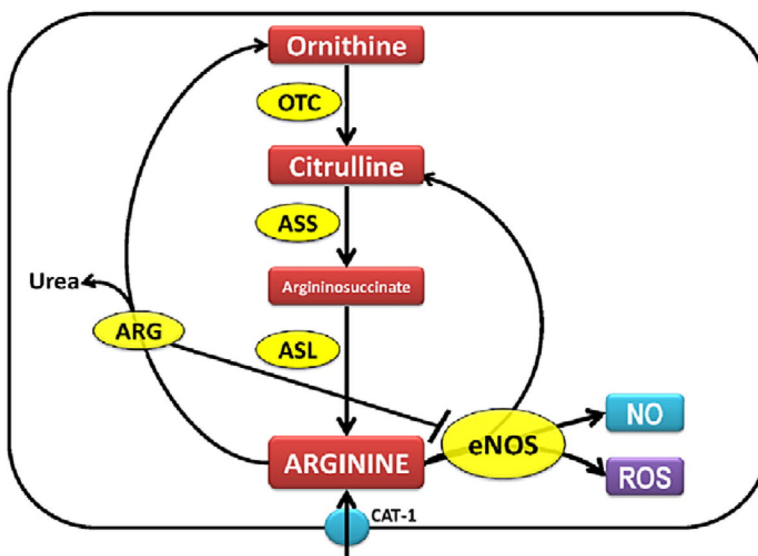 Ornithine
OTC
Citrulline
ASS
Argininosuccinate
Urea
ARG
ASL
NO
eNOS
ARGININE
ROS
CAT-1